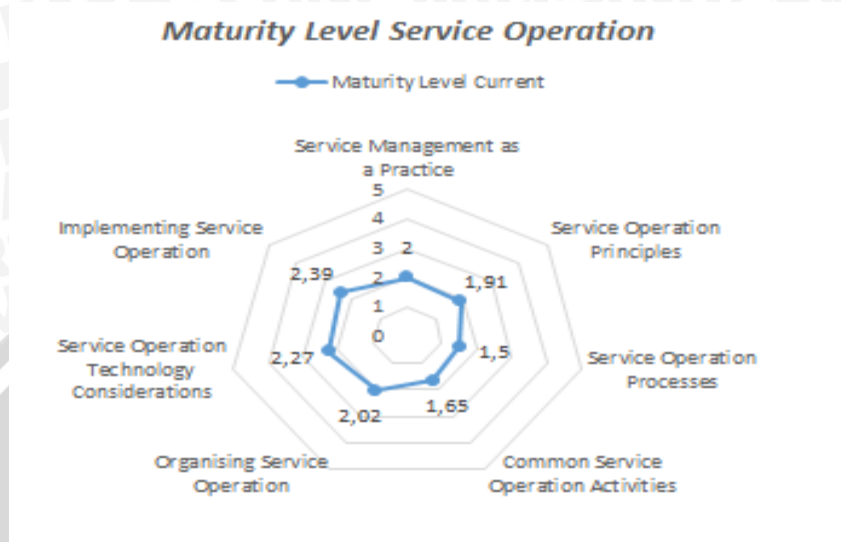 Maturity Level Service Operation
Maturity Level Current
Service Management as
a Practice
5
4
3
2
1
0
2
1,91
1,5
1,65
2,02
2,27
2,39
Service Operation
Principles
Service Operation
Processes
Common Service
Operation Activities
Organising Service
Operation
Service Operation
Technology
Considerations
Implementing Service
Operation